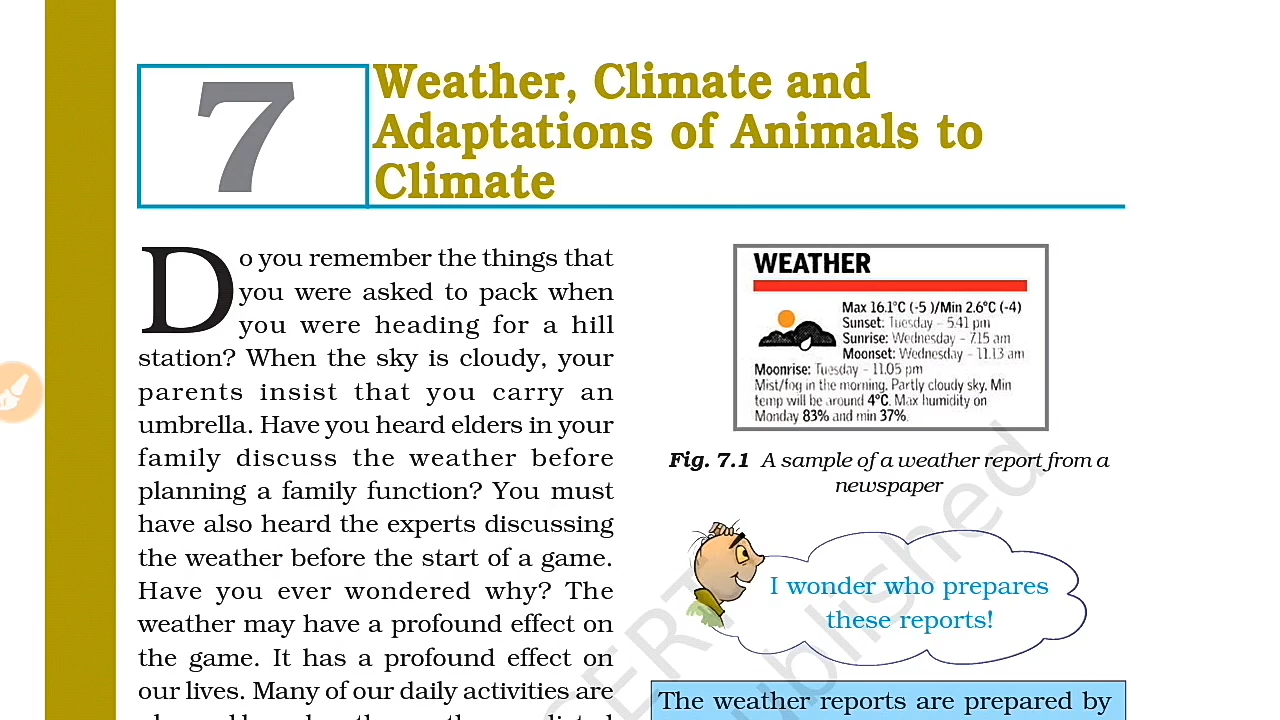 7
Weather, Climate and
Adaptations of Animals to
Climate
Do you remember the things that
you were asked to pack when
you were heading for a hill
station? When the sky is cloudy, your
parents insist that you carry an
umbrella. Have you heard elders in your
family discuss the weather before
planning a family function? You must
have also heard the experts discussing
the weather before the start of a game.
Have you ever wondered why? The
weather may have a profound effect on
the game. It has a profound effect on
our lives. Many of our daily activities are
WEATHER
Max 16.1°C (-5 )/Min 2.6°C (-4)
Sunset: Tuesday - 5.41 pm
Sunrise: Wednesday - 7.15 am
Moonset: Wednesday - 11.13 am
Moonrise: Tuesday - 11.05 pm
Mist/fog in the morning. Partly cloudy sky. Min
temp will be around 4°C. Max humidity on
Monday 83% and min 37%.
Fig. 7.1 A sample of a weather report from a
newspaper
I wonder who prepares
these reports!
The weather reports are prepared by